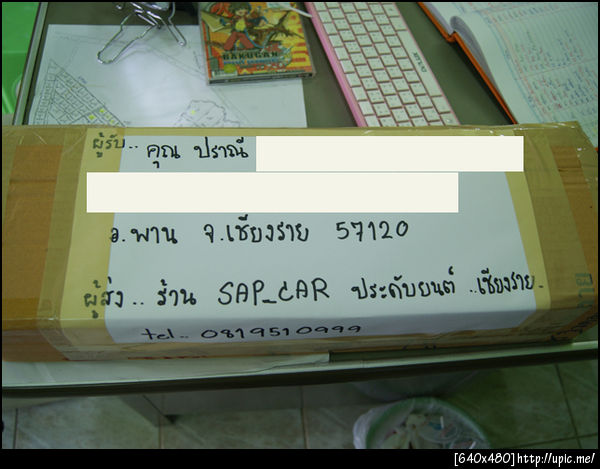 BAKUGAN
ผู้รับ.. คุณ ปราณี
อ.พาน จ.เชียงราย 57120
ผู้ส่ง.. ร้าน SAP_CAR ประดับยนต์ ..เชียงราย.
tel.. 0819510999
[640x480]http://upic.me/